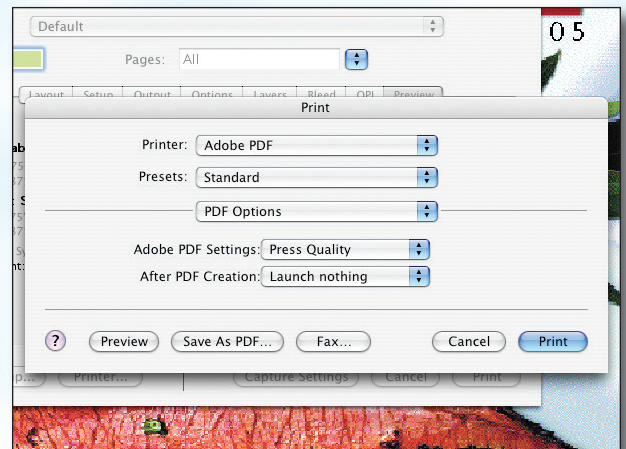 Default
05
Pages: All
Layout Setup Output Options Layers Bleed OPI Preview
Print
Printer: Adobe PDF
Presets: Standard
PDF Options
Adobe PDF Settings: Press Quality
After PDF Creation: Launch nothing
? Preview Save As PDF... Fax... Cancel Print
Printer... Capture Settings Cancel Print